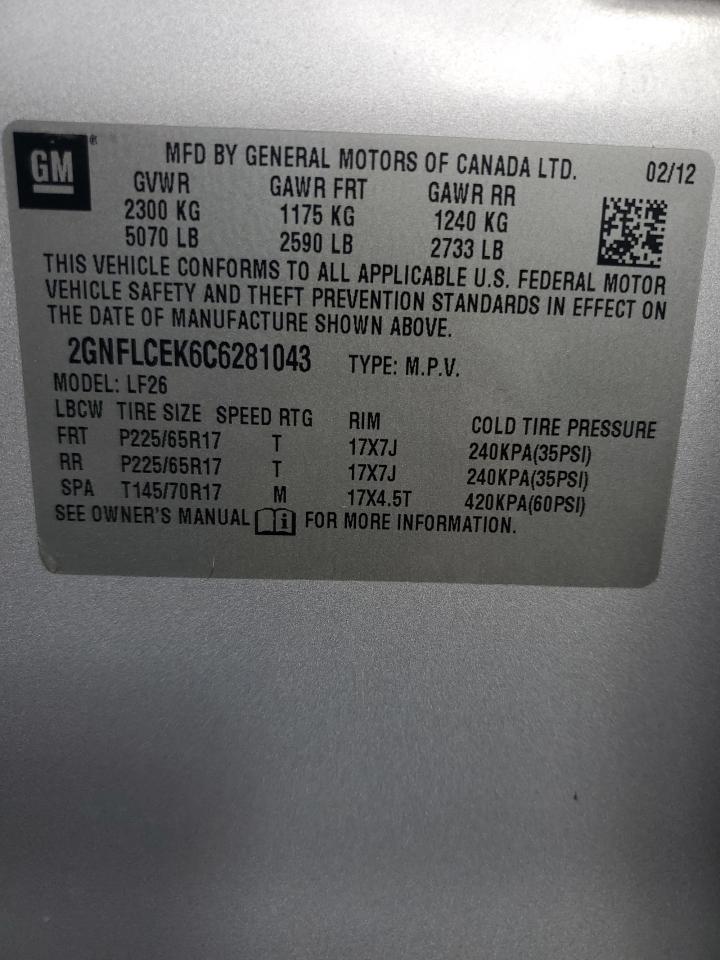 GM ® MFD BY GENERAL MOTORS OF CANADA LTD. 02/12
GVWR GAWR FRT GAWR RR
2300 KG 1175 KG 1240 KG
5070 LB 2590 LB 2733 LB
THIS VEHICLE CONFORMS TO ALL APPLICABLE U.S. FEDERAL MOTOR
VEHICLE SAFETY AND THEFT PREVENTION STANDARDS IN EFFECT ON
THE DATE OF MANUFACTURE SHOWN ABOVE.
2GNFLCEK6C6281043 TYPE: M.P.V.
MODEL: LF26
LBCW TIRE SIZE SPEED RTG RIM COLD TIRE PRESSURE
FRT P225/65R17 T 17X7J 240KPA(35PSI)
RR P225/65R17 T 17X7J 240KPA(35PSI)
SPA T145/70R17 M 17X4.5T 420KPA(60PSI)
SEE OWNER'S MANUAL i FOR MORE INFORMATION.